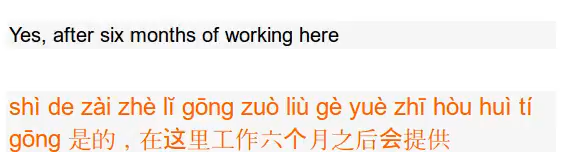 Yes, after six months of working here
shì de zài zhè lǐ gōng zuò liù gè yuè zhī hòu huì tí
gōng 是的，在这里工作六个月之后会提供